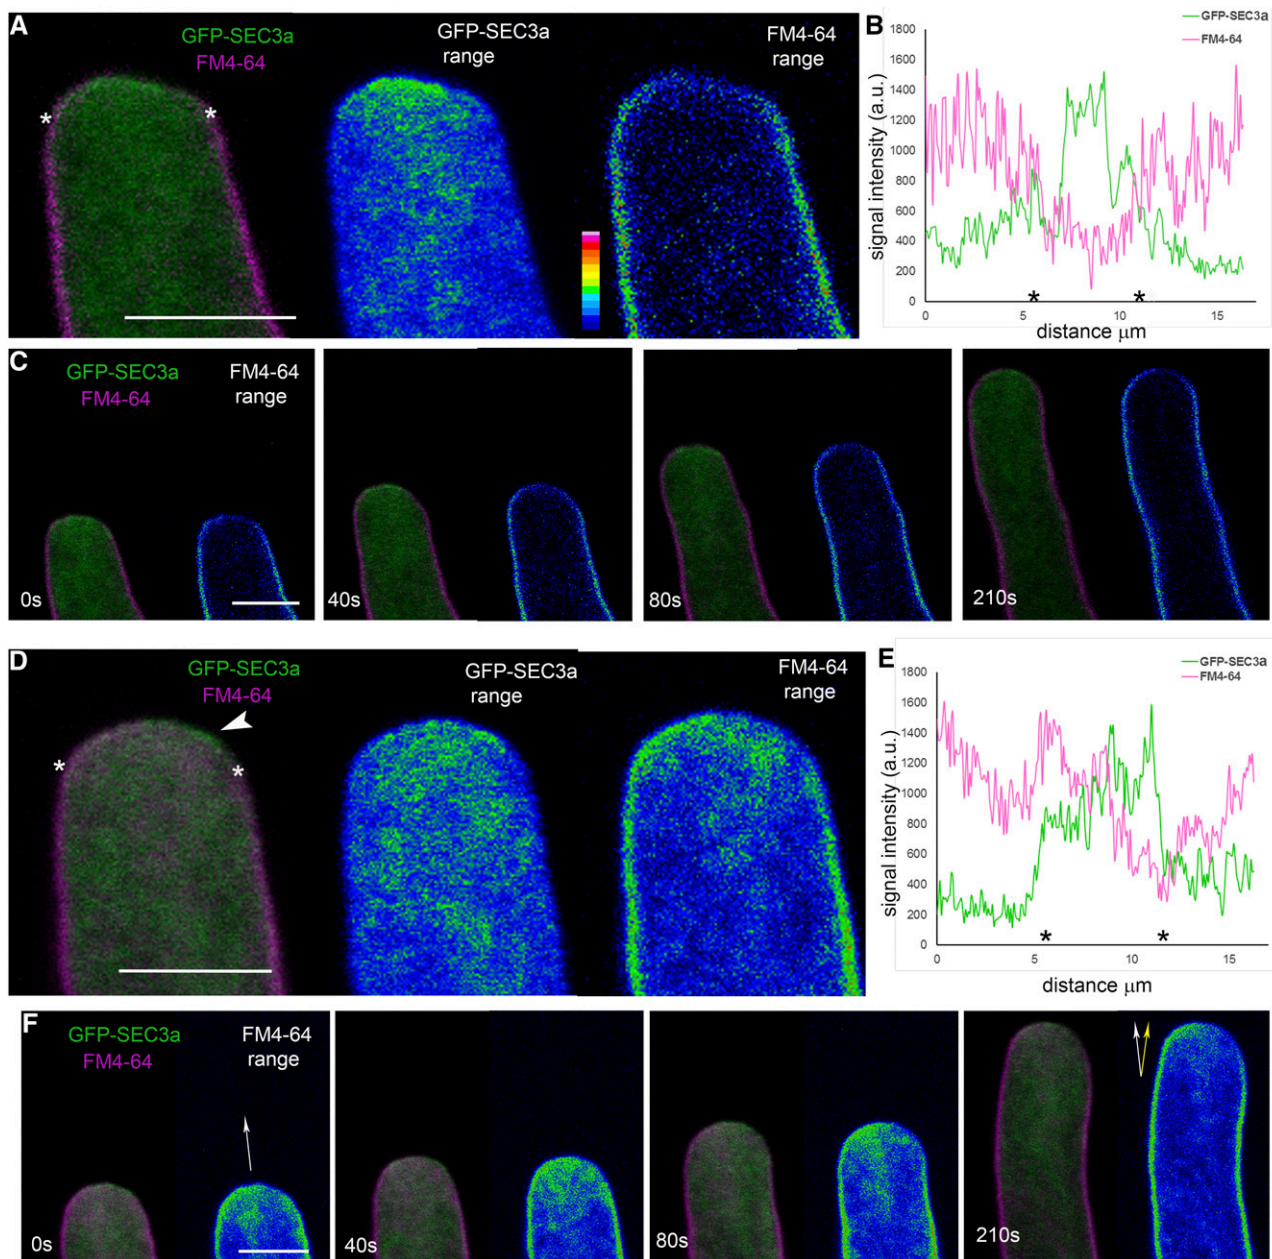 A
GFP-SEC3a
FM4-64
*
*
GFP-SEC3a
range
FM4-64
range
B
GFP-SEC3a
FM4-64
1800
1600
1400
1200
1000
800
600
400
200
0
signal intensity (a.u.)
* *
0 5 10 15
distance μm
C
GFP-SEC3a
FM4-64
FM4-64
range
0s
40s
80s
210s
D
GFP-SEC3a
FM4-64
*
*
GFP-SEC3a
range
FM4-64
range
E
GFP-SEC3a
FM4-64
1800
1600
1400
1200
1000
800
600
400
200
0
signal intensity (a.u.)
* *
0 5 10 15
distance μm
F
GFP-SEC3a
FM4-64
FM4-64
range
0s
40s
80s
210s